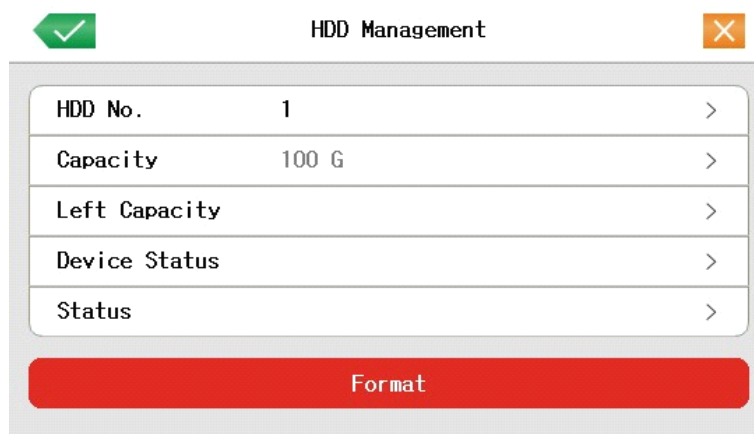 HDD Management
HDD No. 1
Capacity 100 G
Left Capacity
Device Status
Status
Format